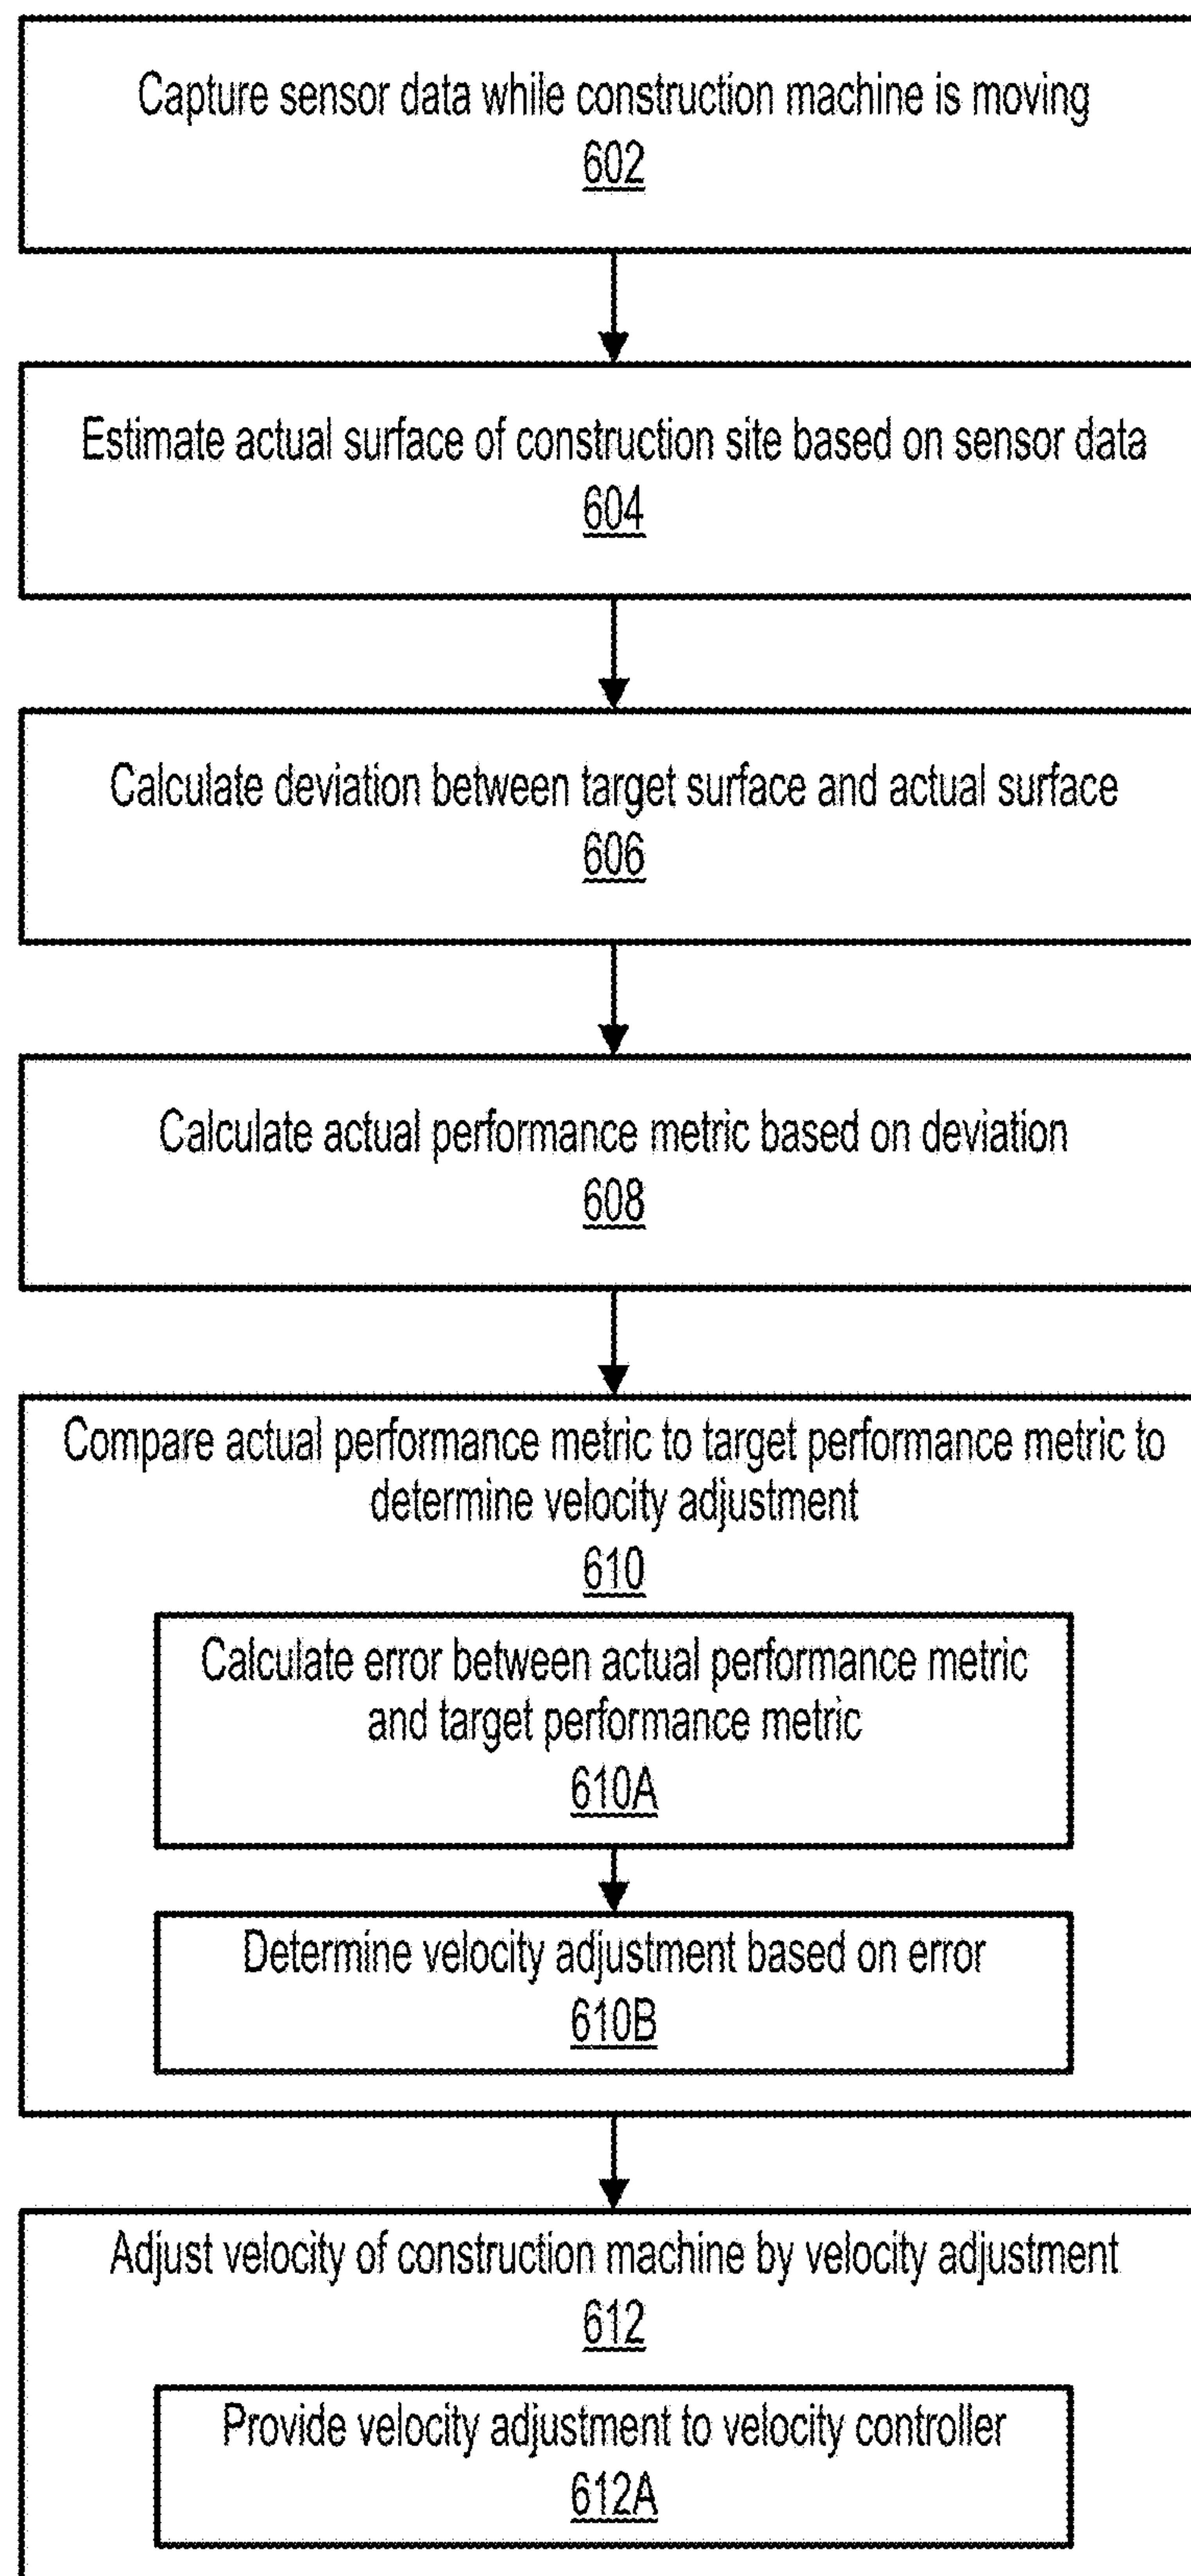 Capture sensor data while construction machine is moving
602
Estimate actual surface of construction site based on sensor data
604
Calculate deviation between target surface and actual surface
606
Calculate actual performance metric based on deviation
608
Compare actual performance metric to target performance metric to
determine velocity adjustment
610
Calculate error between actual performance metric
and target performance metric
610A
Determine velocity adjustment based on error
610B
Adjust velocity of construction machine by velocity adjustment
612
Provide velocity adjustment to velocity controller
612A